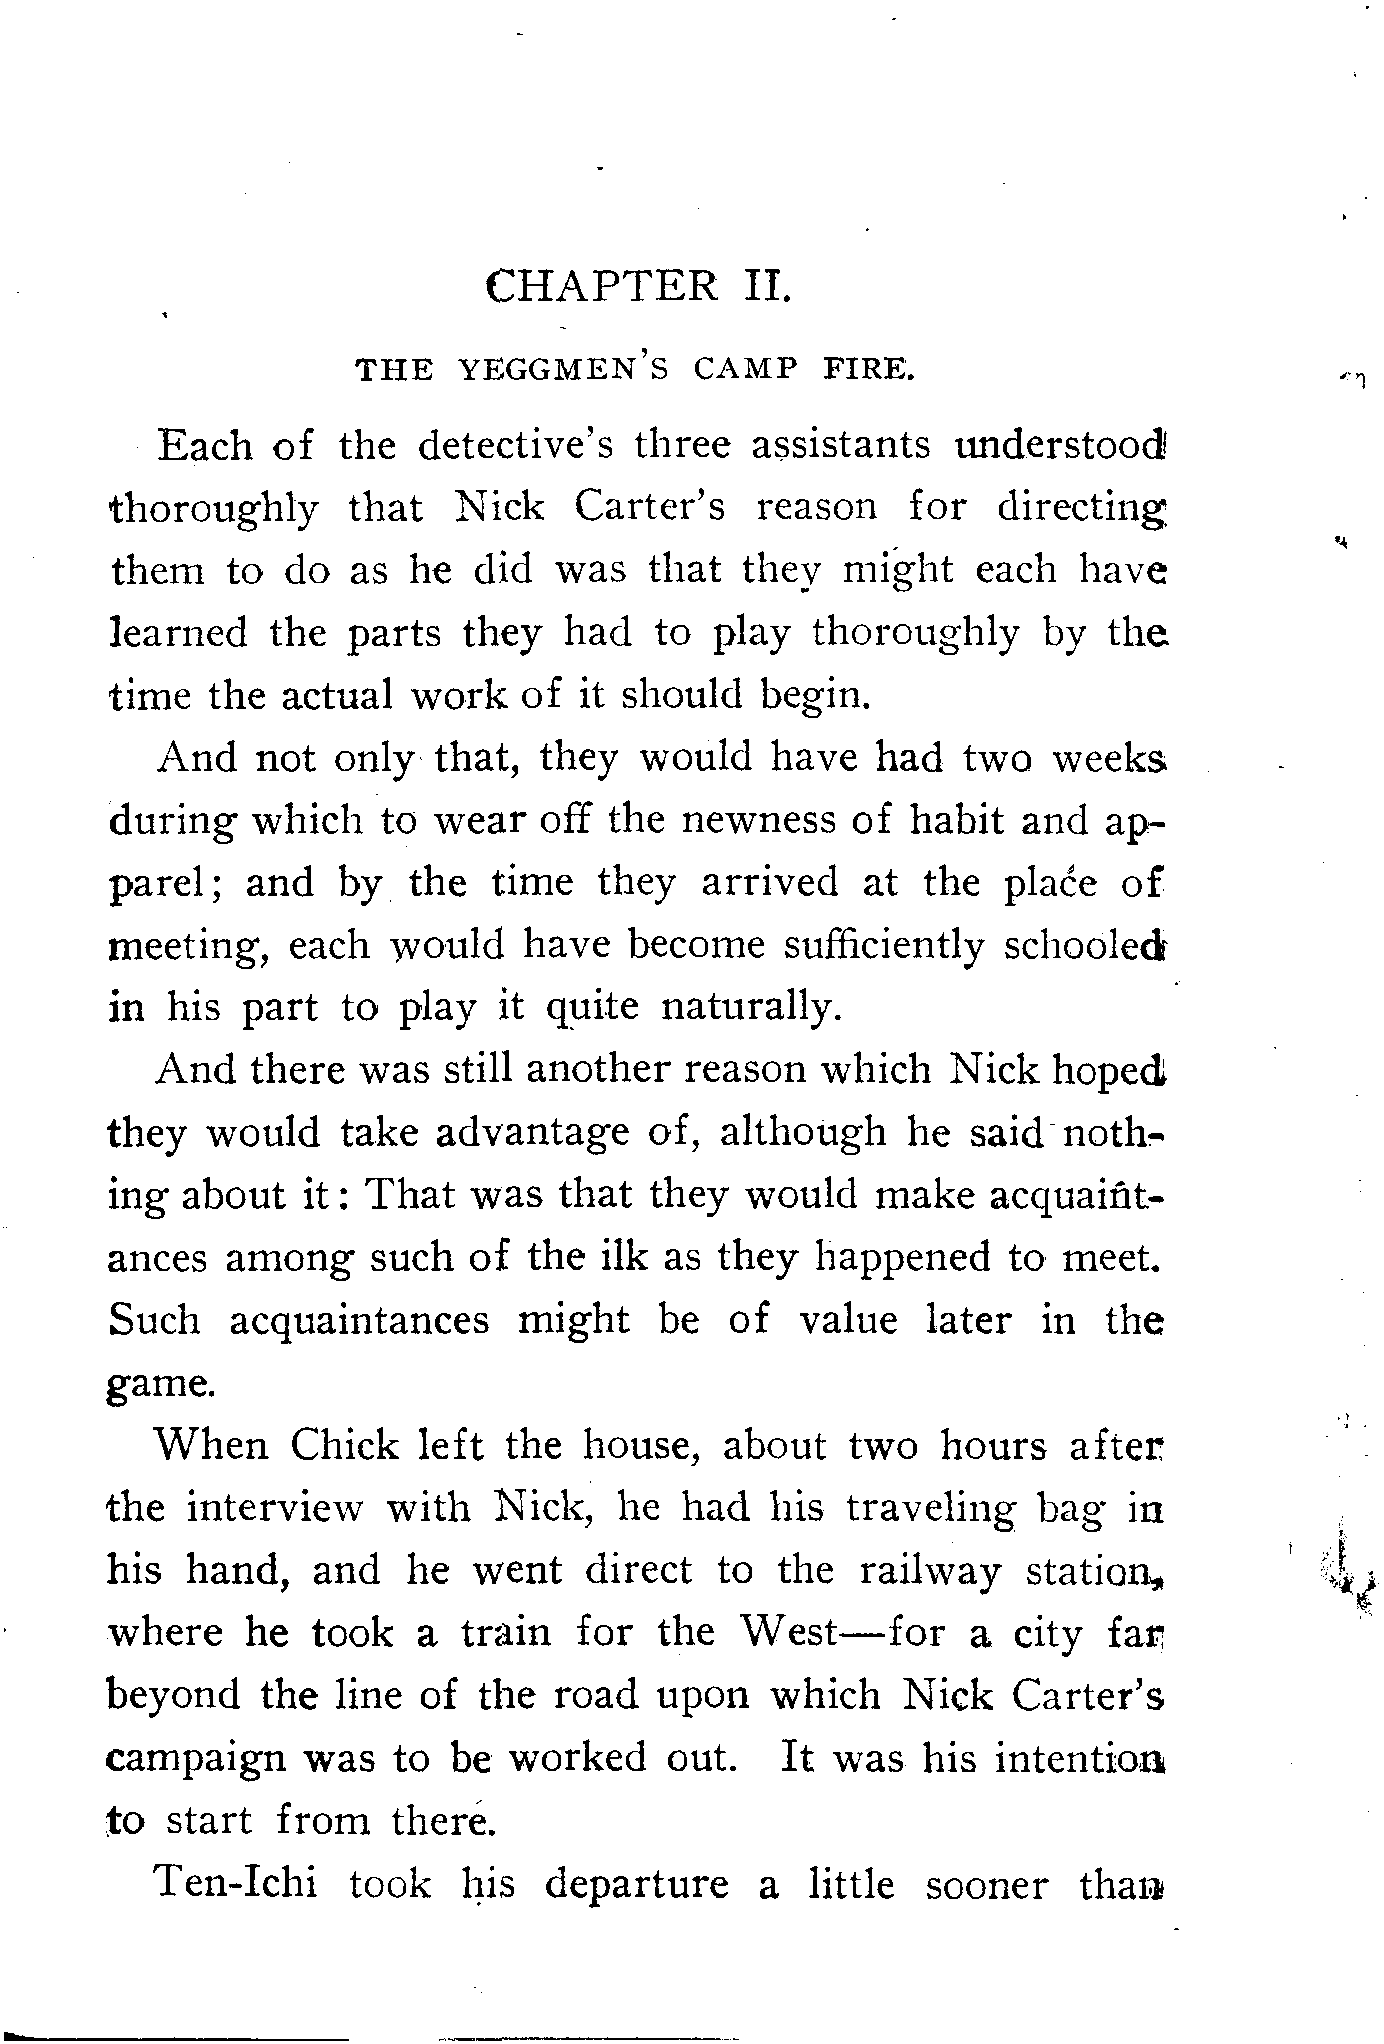 CHAPTER II.
THE YEGGMEN'S CAMP FIRE.
Each of the detective's three assistants understood
thoroughly that Nick Carter's reason for directing
them to do as he did was that they might each have
learned the parts they had to play thoroughly by the
time the actual work of it should begin.
And not only that, they would have had two weeks
during which to wear off the newness of habit and ap-
parel; and by the time they arrived at the place of
meeting, each would have become sufficiently schooled
in his part to play it quite naturally.
And there was still another reason which Nick hoped
they would take advantage of, although he said noth-
ing about it: That was that they would make acquaint-
ances among such of the ilk as they happened to meet.
Such acquaintances might be of value later in the
game.
When Chick left the house, about two hours after
the interview with Nick, he had his traveling bag in
his hand, and he went direct to the railway station,
where he took a train for the West—for a city far
beyond the line of the road upon which Nick Carter's
campaign was to be worked out. It was his intention
to start from there.
Ten-Ichi took his departure a little sooner than